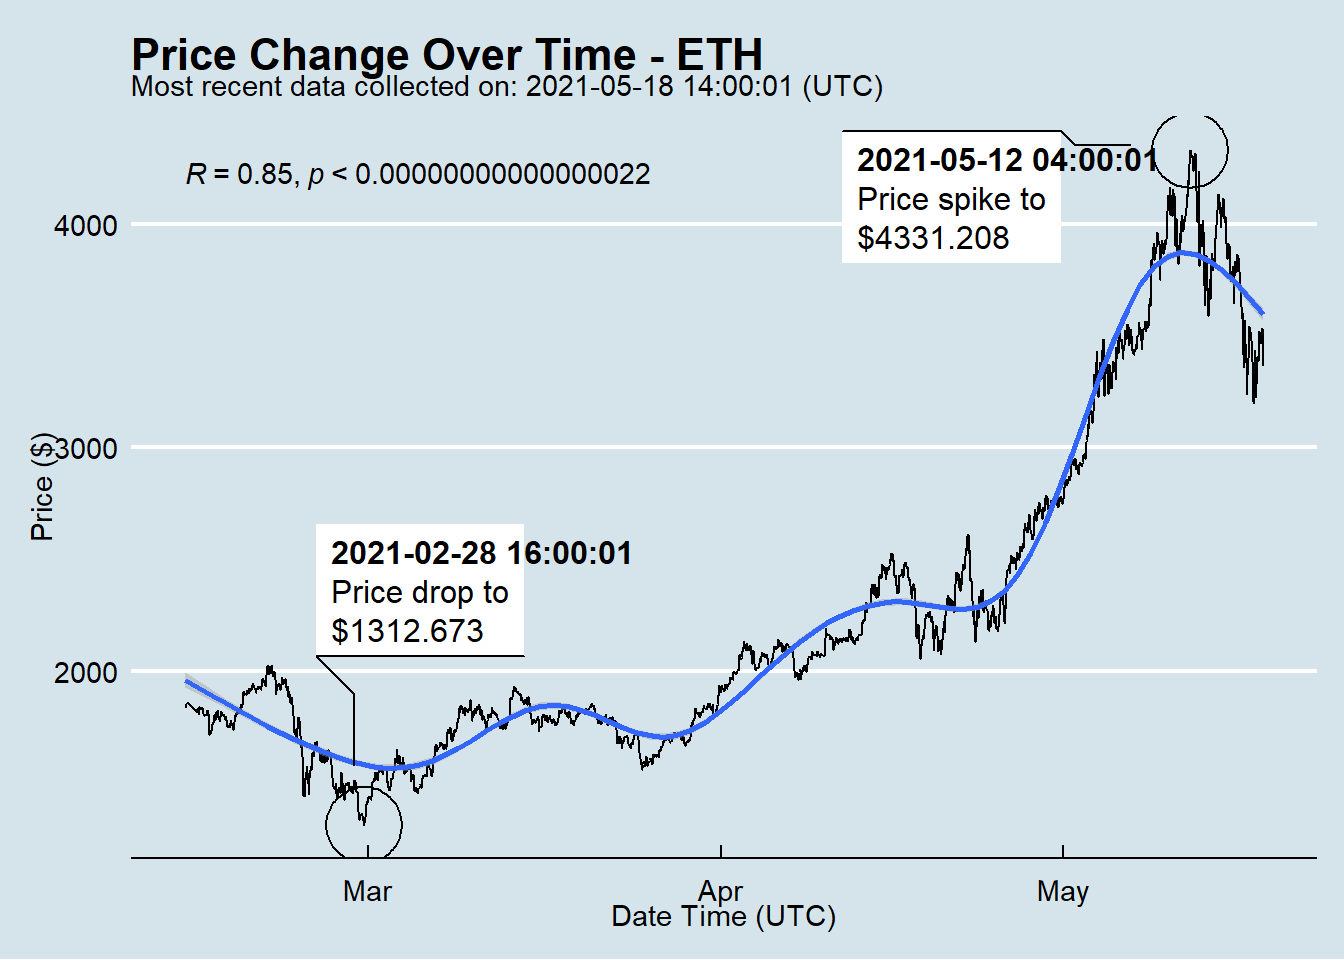 Price Change Over Time - ETH
Most recent data collected on: 2021-05-18 14:00:01 (UTC)
R = 0.85, p < 0.00000000000000022
2021-05-12 04:00:01
Price spike to
$4331.208
4000
3000
2000
Price ($)
2021-02-28 16:00:01
Price drop to
$1312.673
Mar
Apr
May
Date Time (UTC)